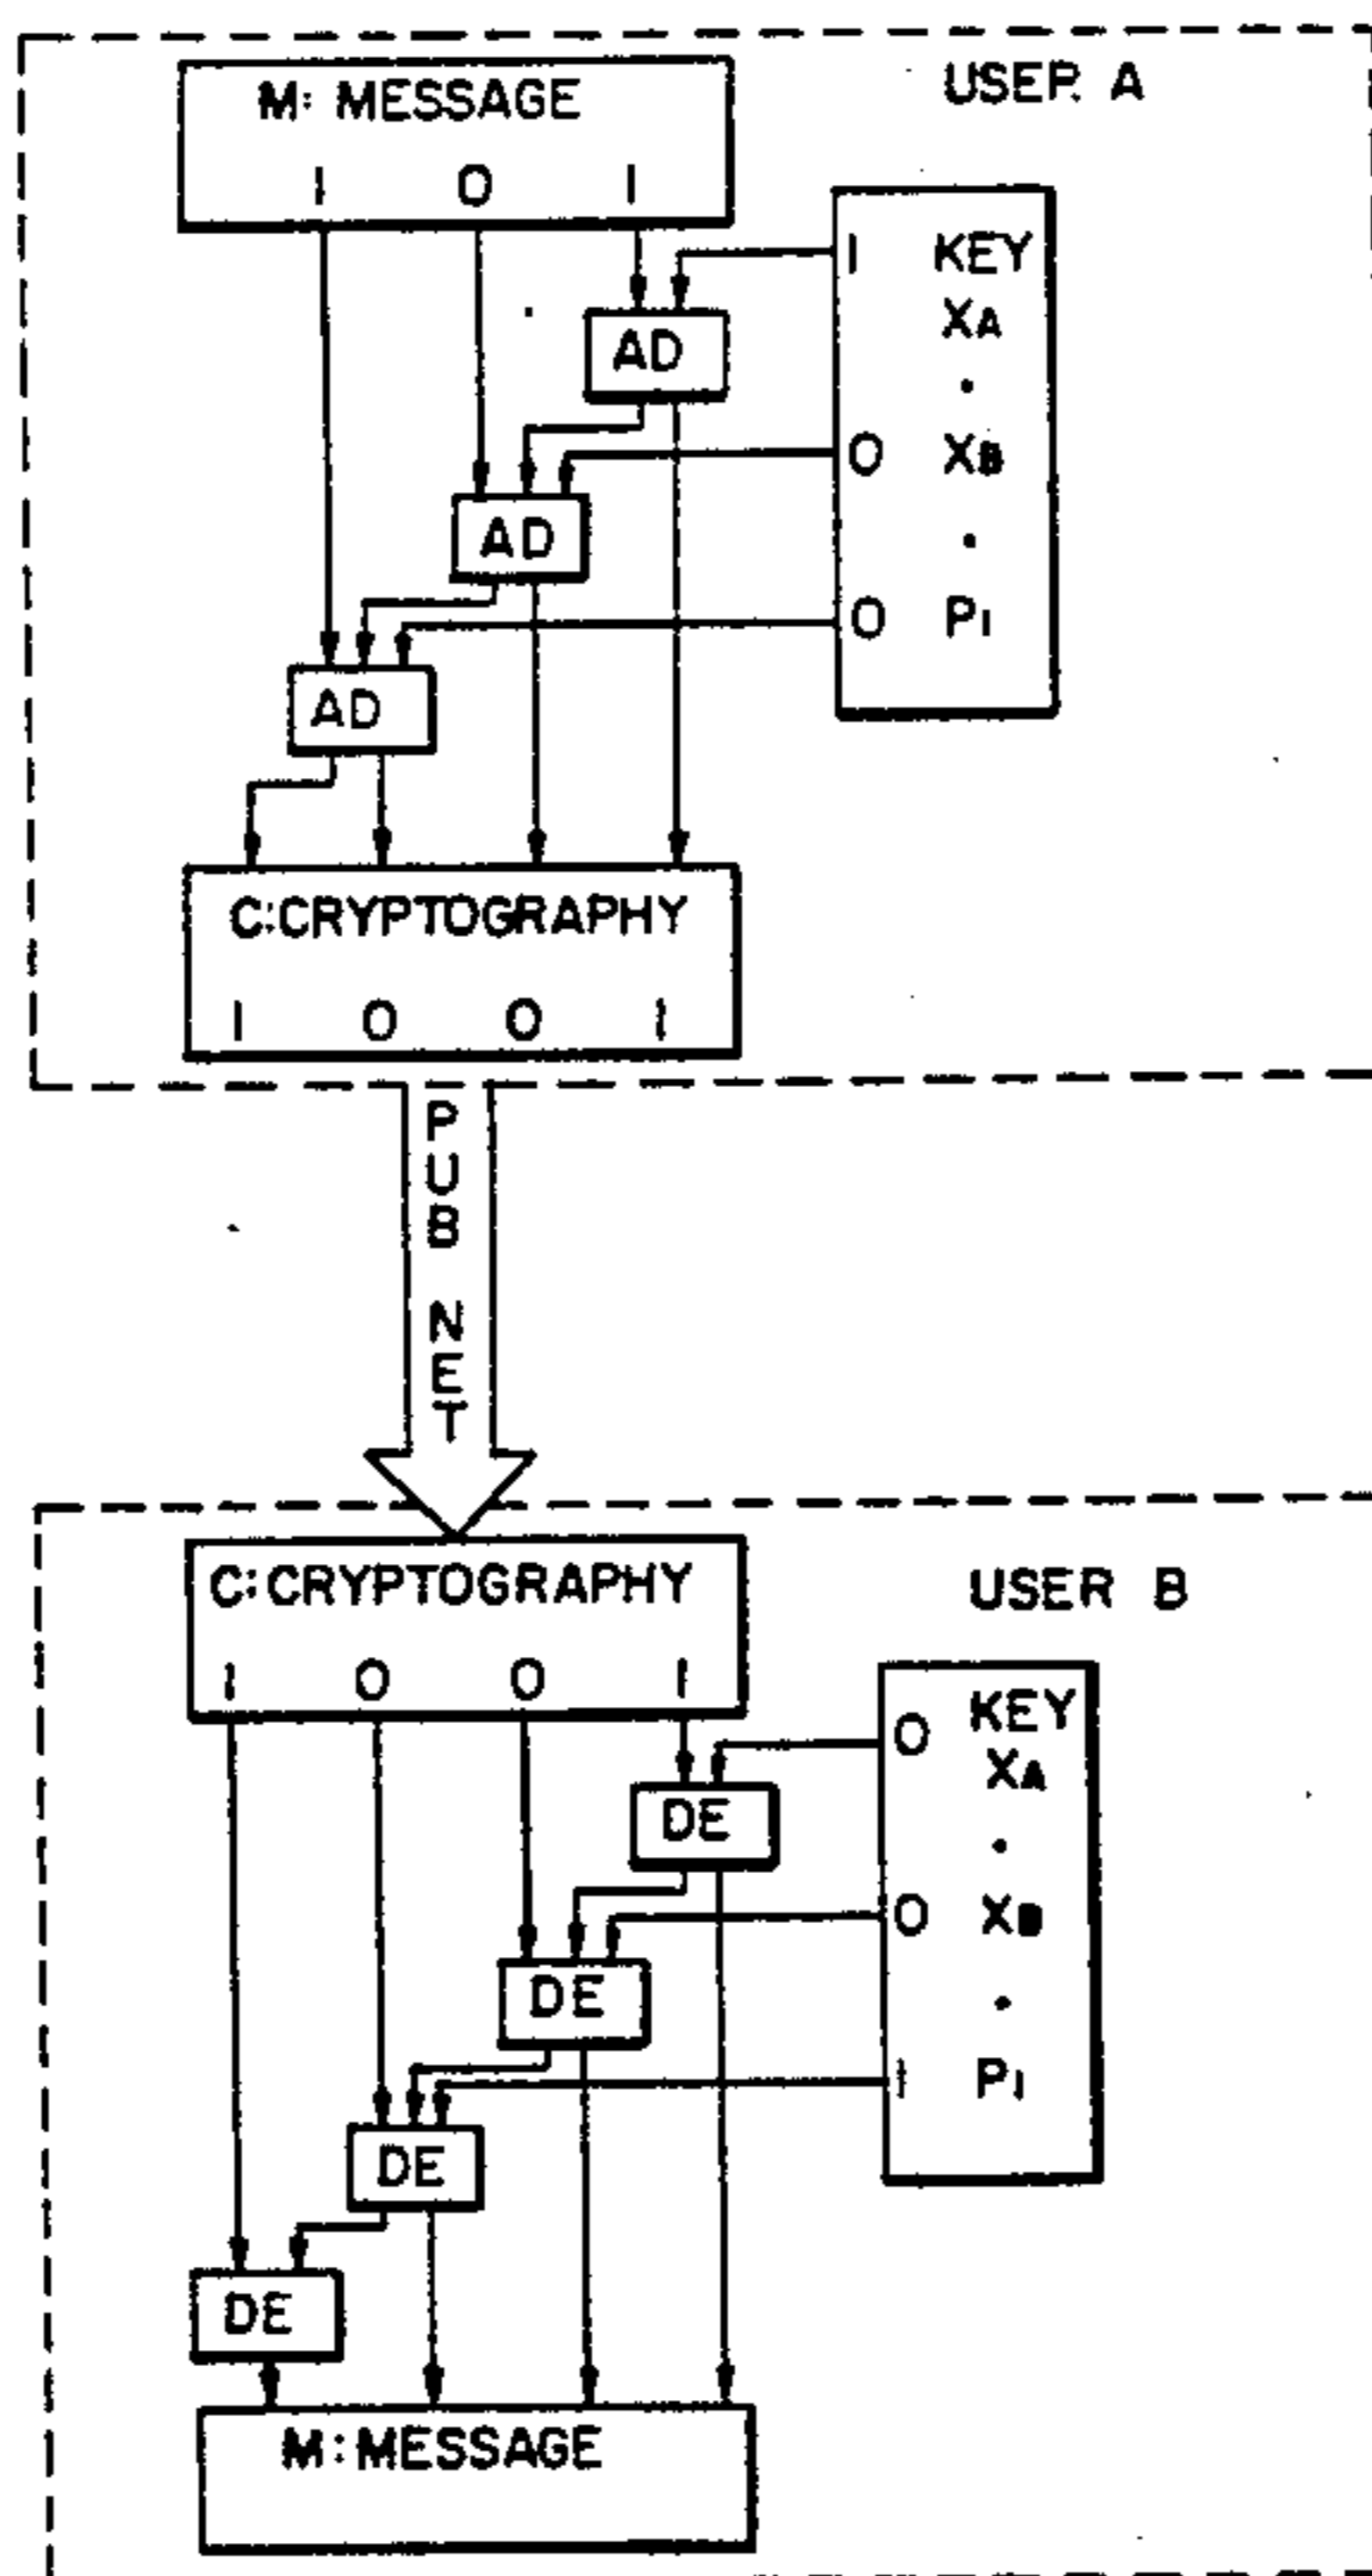 M: MESSAGE
USER A
1 0 1
1 KEY
XA
AD
.
0 XB
AD
.
0 P1
AD
C:CRYPTOGRAPHY
1 0 0 1
PUB NET
C:CRYPTOGRAPHY
USER B
1 0 0 1
0 KEY
XA
DE
.
0 XB
DE
.
1 P1
DE
DE
M:MESSAGE